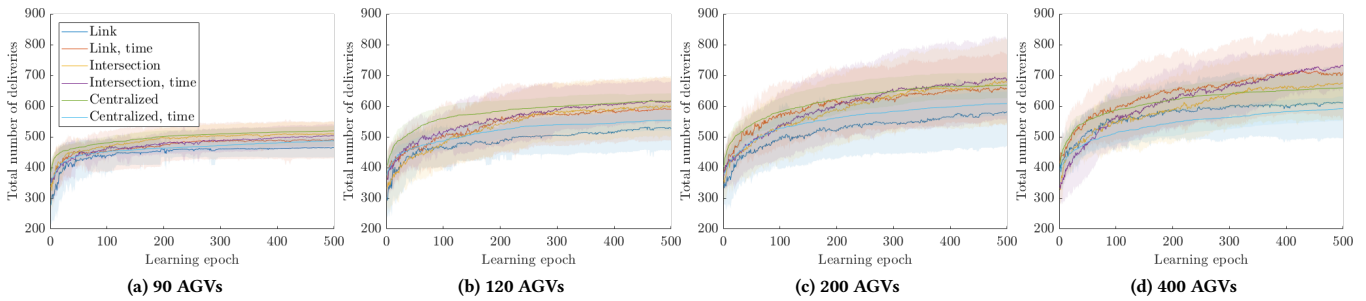 900
800
700
600
500
400
300
200
Total number of deliveries
Link
Link, time
Intersection
Intersection, time
Centralized
Centralized, time
0 100 200 300 400 500
Learning epoch
(a) 90 AGVs
900
800
700
600
500
400
300
200
Total number of deliveries
0 100 200 300 400 500
Learning epoch
(b) 120 AGVs
900
800
700
600
500
400
300
200
Total number of deliveries
0 100 200 300 400 500
Learning epoch
(c) 200 AGVs
900
800
700
600
500
400
300
200
Total number of deliveries
0 100 200 300 400 500
Learning epoch
(d) 400 AGVs